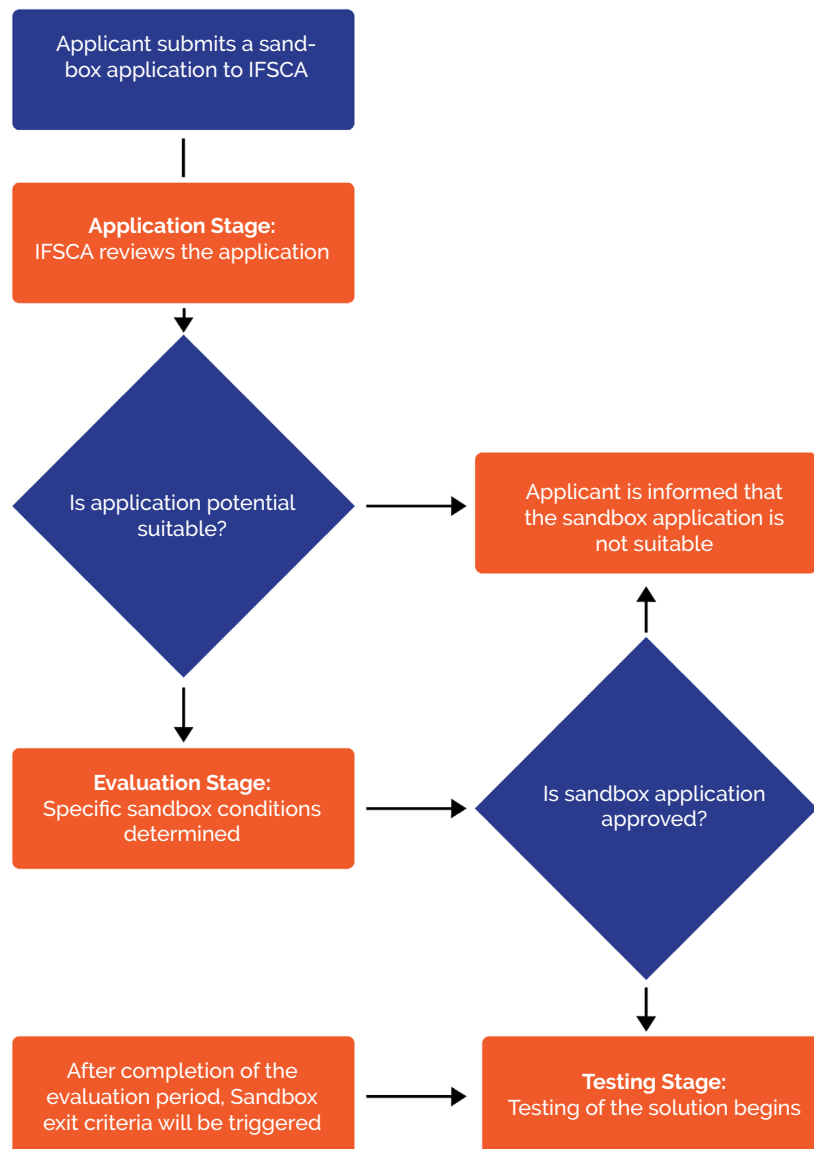 Applicant submits a sand-
box application to IFSCA
Application Stage:
IFSCA reviews the application
Is application potential
suitable?
Applicant is informed that
the sandbox application is
not suitable
Evaluation Stage:
Specific sandbox conditions
determined
Is sandbox application
approved?
After completion of the
evaluation period, Sandbox
exit criteria will be triggered
Testing Stage:
Testing of the solution begins